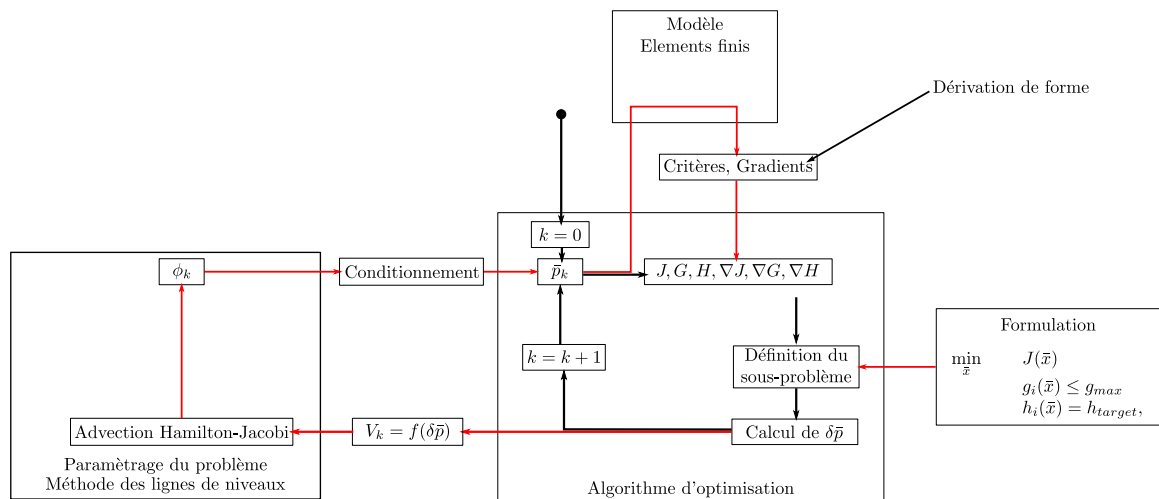 Modèle
Elements finis
Dérivation de forme
Critères, Gradients
k = 0
ϕ_k
Conditionnement
p̄_k
J, G, H, ∇J, ∇G, ∇H
Formulation
min J(x̄)
x̄
g_i(x̄) ≤ g_max
h_i(x̄) = h_target,
k = k + 1
Définition du
sous-problème
Advection Hamilton-Jacobi
V_k = f(δp̄)
Calcul de δp̄
Paramètrage du problème
Méthode des lignes de niveaux
Algorithme d'optimisation